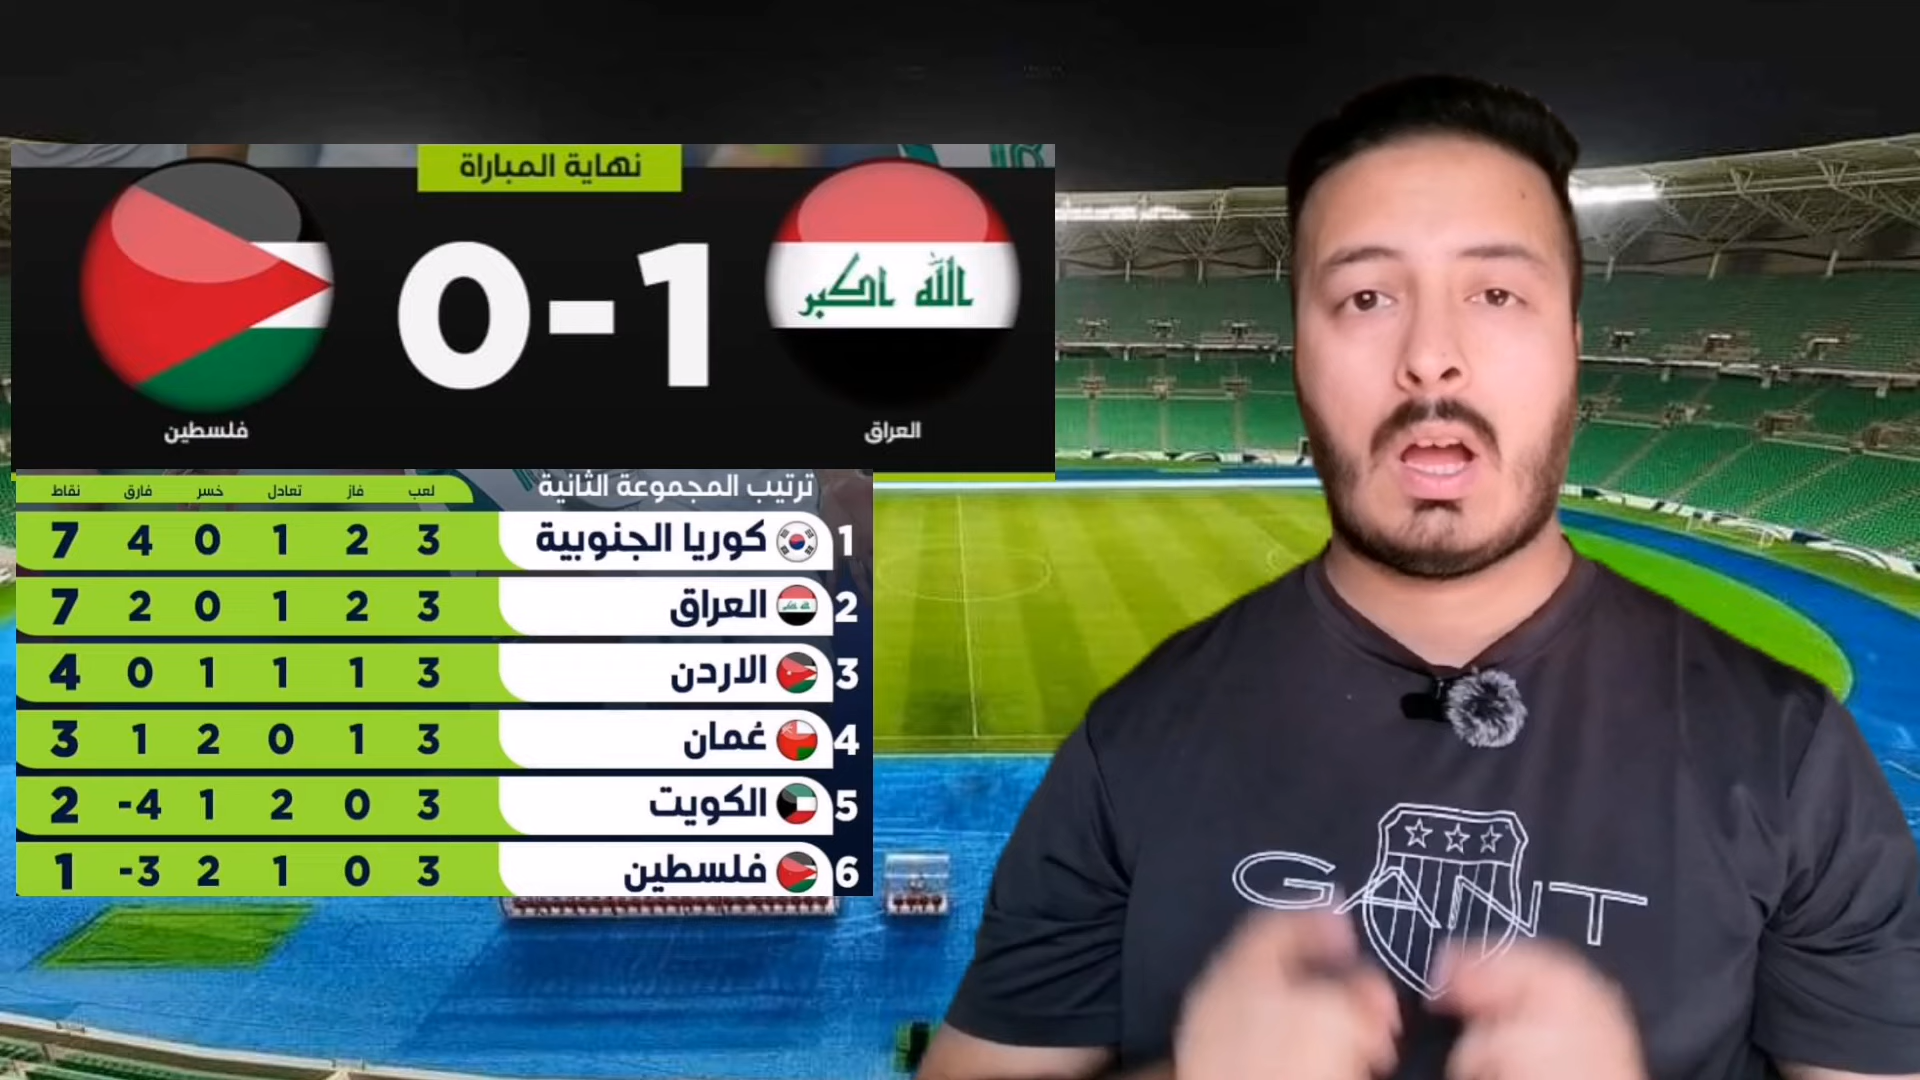 نهاية المباراة
0-1
العراق
فلسطين
ترتيب المجموعة الثانية لعب فاز تعادل خسر فارق نقاط
1 كوريا الجنوبية 3 2 1 0 4 7
2 العراق 3 2 1 0 2 7
3 الاردن 3 1 1 1 0 4
4 عُمان 3 1 0 2 1 3
5 الكويت 3 0 2 1 -4 2
6 فلسطين 3 0 1 2 -3 1
الله اكبر
GANT